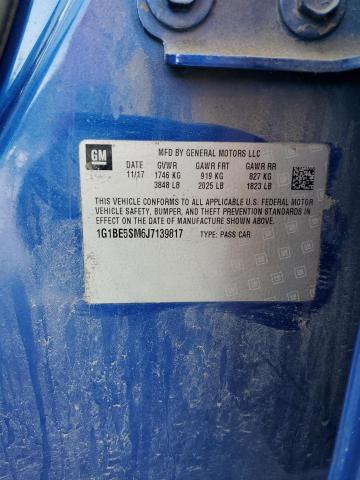 GM
MFD BY GENERAL MOTORS LLC
11/17 GVWR GAWR FRT GAWR RR
1746 KG 919 KG 827 KG
3848 LB 2025 LB 1823 LB
THIS VEHICLE CONFORMS TO ALL APPLICABLE U.S. FEDERAL MOTOR
VEHICLE SAFETY, BUMPER, AND THEFT PREVENTION STANDARDS IN
EFFECT ON THE DATE OF MANUFACTURE SHOWN ABOVE.
1G1BE5SM6J7139817 TYPE: PASS CAR